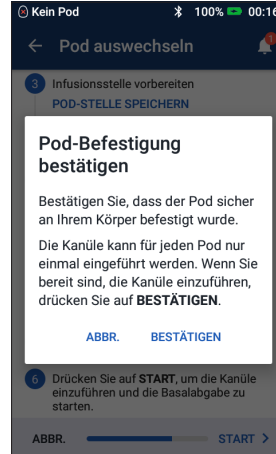 Kein Pod 100% 00:16
Pod auswechseln 1
3 Infusionsstelle vorbereiten
POD-STELLE SPEICHERN
Pod-Befestigung
bestätigen
Bestätigen Sie, dass der Pod sicher
an Ihrem Körper befestigt wurde.
Die Kanüle kann für jeden Pod nur
einmal eingeführt werden. Wenn Sie
bereit sind, die Kanüle einzuführen,
drücken Sie auf BESTÄTIGEN.
ABBR. BESTÄTIGEN
6 Drücken Sie auf START, um die Kanüle
einzuführen und die Basalabgabe zu
starten.
ABBR. START